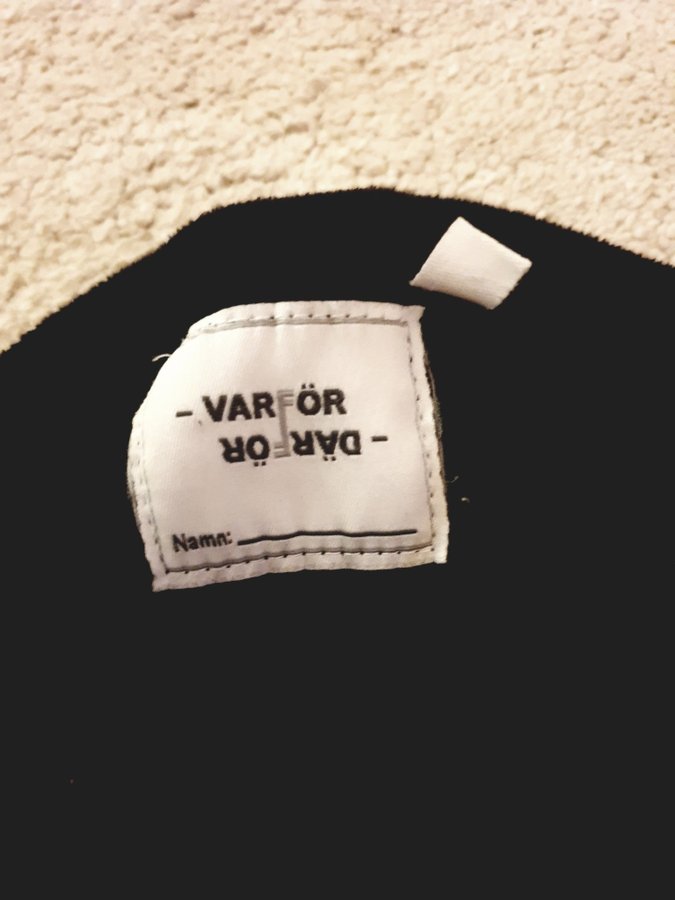 - VARFÖR
- DÄRFÖR
Namn: